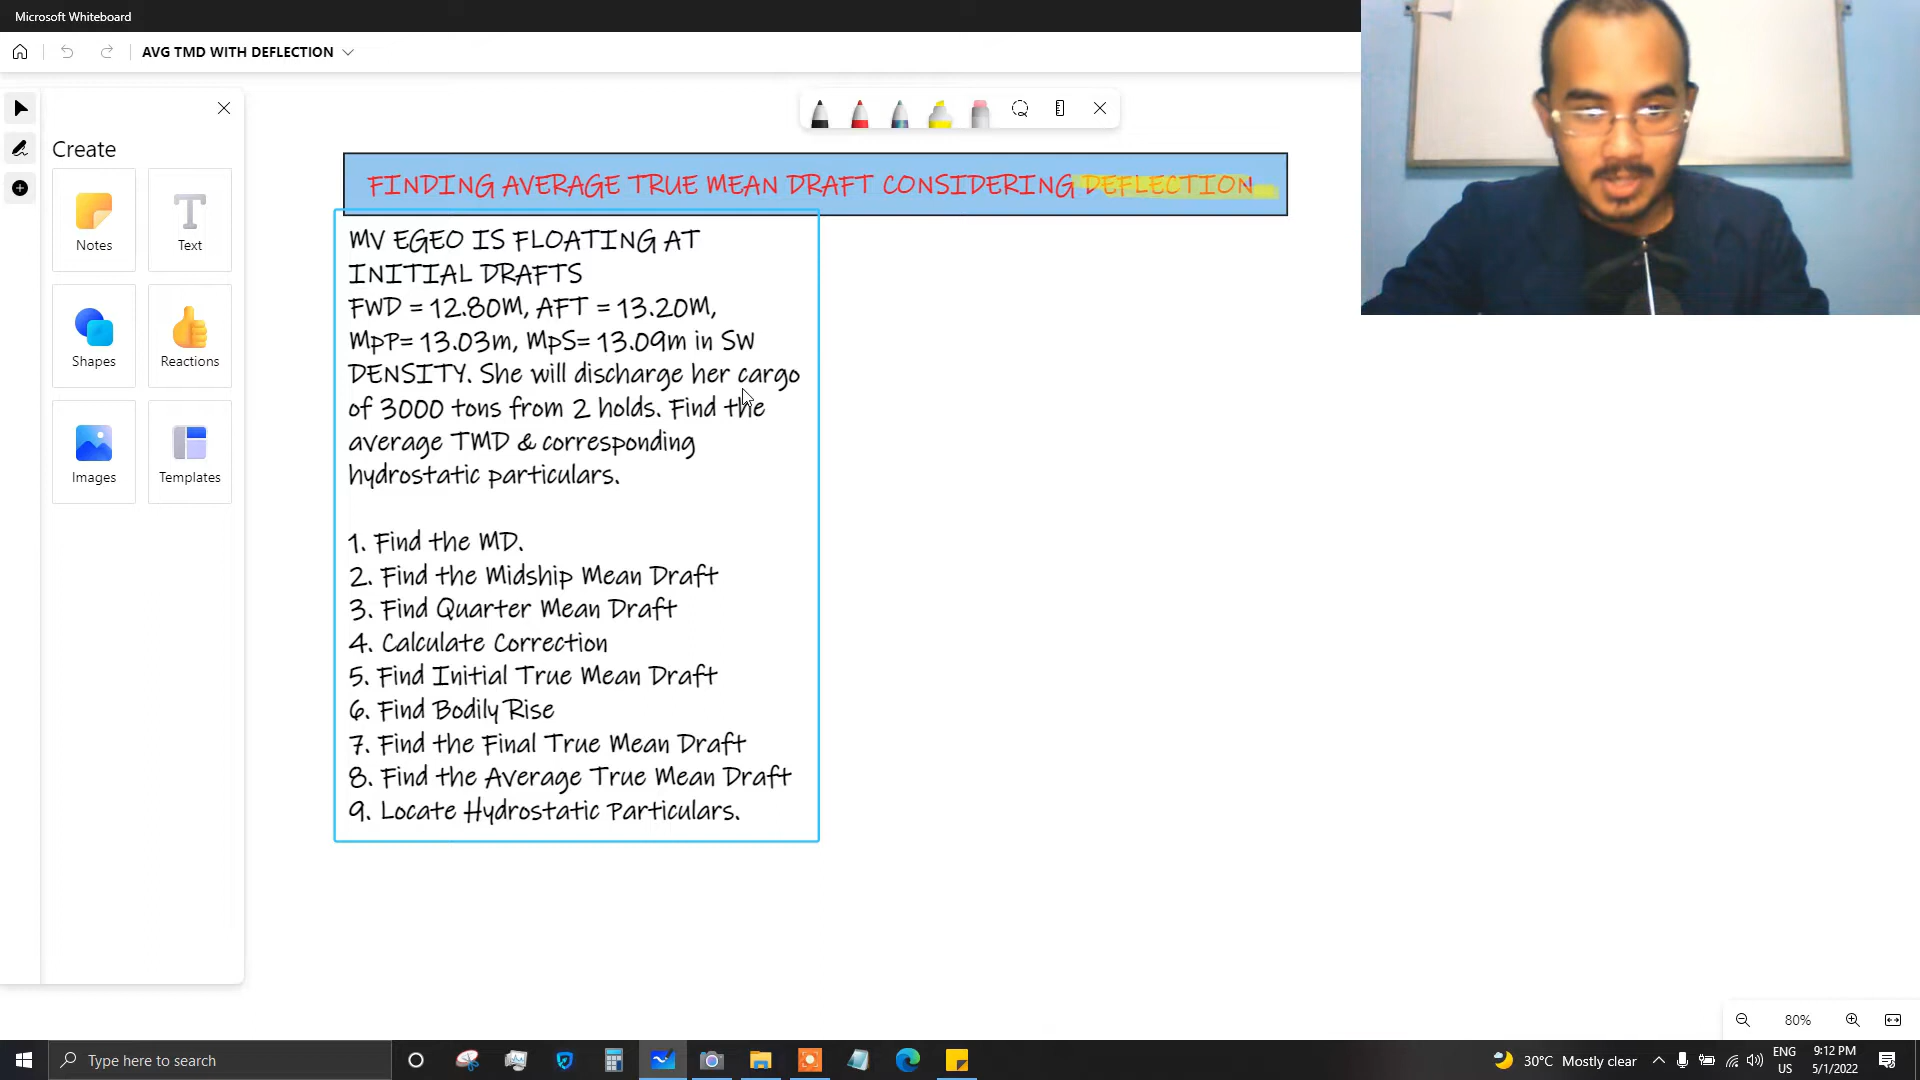 Microsoft Whiteboard
AVG TMD WITH DEFLECTION
Create
Notes
Text
Shapes
Reactions
Images
Templates
FINDING AVERAGE TRUE MEAN DRAFT CONSIDERING DEFLECTION
MV EGEO IS FLOATING AT
INITIAL DRAFTS
FWD = 12.80M, AFT = 13.20M,
MpP= 13.03m, MpS= 13.09m in SW
DENSITY. She will discharge her cargo
of 3000 tons from 2 holds. Find the
average TMD & corresponding
hydrostatic particulars.
1. Find the MD.
2. Find the Midship Mean Draft
3. Find Quarter Mean Draft
4. Calculate Correction
5. Find Initial True Mean Draft
6. Find Bodily Rise
7. Find the Final True Mean Draft
8. Find the Average True Mean Draft
9. Locate Hydrostatic Particulars.
80%
Type here to search
30°C Mostly clear
ENG
US
9:12 PM
5/1/2022